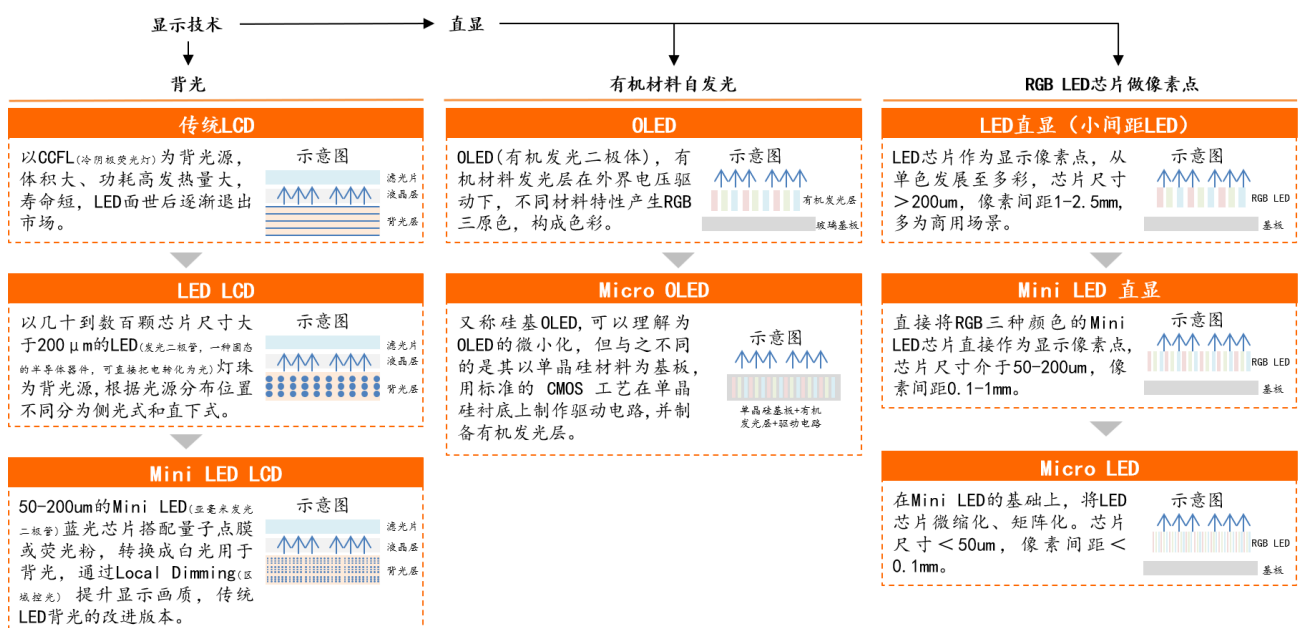 显示技术
直显
背光
有机材料自发光
RGB LED芯片做像素点
传统LCD
以CCFL(冷阴极荧光灯)为背光源,
体积大、功耗高发热量大,
寿命短, LED面世后逐渐退出
市场。
示意图
滤光片
液晶层
背光层
LED LCD
以几十到数百颗芯片尺寸大
于200μm的LED(发光二极管, 一种固态
的半导体器件, 可直接把电转化为光)灯珠
为背光源,根据光源分布位置
不同分为侧光式和直下式。
示意图
滤光片
液晶层
背光层
Mini LED LCD
50-200um的Mini LED(亚毫米发光
二极管)蓝光芯片搭配量子点膜
或荧光粉, 转换成白光用于
背光, 通过Local Dimming(区
域控光) 提升显示画质, 传统
LED背光的改进版本。
示意图
滤光片
液晶层
背光层
OLED
OLED(有机发光二极体), 有
机材料发光层在外界电压驱
动下, 不同材料特性产生RGB
三原色, 构成色彩。
示意图
有机发光层
玻璃基板
Micro OLED
又称硅基OLED,可以理解为
OLED的微小化, 但与之不同
的是其以单晶硅材料为基板,
用标准的 CMOS 工艺在单晶
硅衬底上制作驱动电路,并制
备有机发光层。
示意图
单晶硅基板+有机
发光层+驱动电路
LED直显（小间距LED）
LED芯片作为显示像素点, 从
单色发展至多彩, 芯片尺寸
＞200um, 像素间距1-2.5mm,
多为商用场景。
示意图
RGB LED
基板
Mini LED 直显
直接将RGB三种颜色的Mini
LED芯片直接作为显示像素点,
芯片尺寸介于50-200um, 像
素间距0.1-1mm。
示意图
RGB LED
基板
Micro LED
在Mini LED的基础上, 将LED
芯片微缩化、矩阵化。芯片
尺寸＜50um, 像素间距＜
0.1mm。
示意图
RGB LED
基板